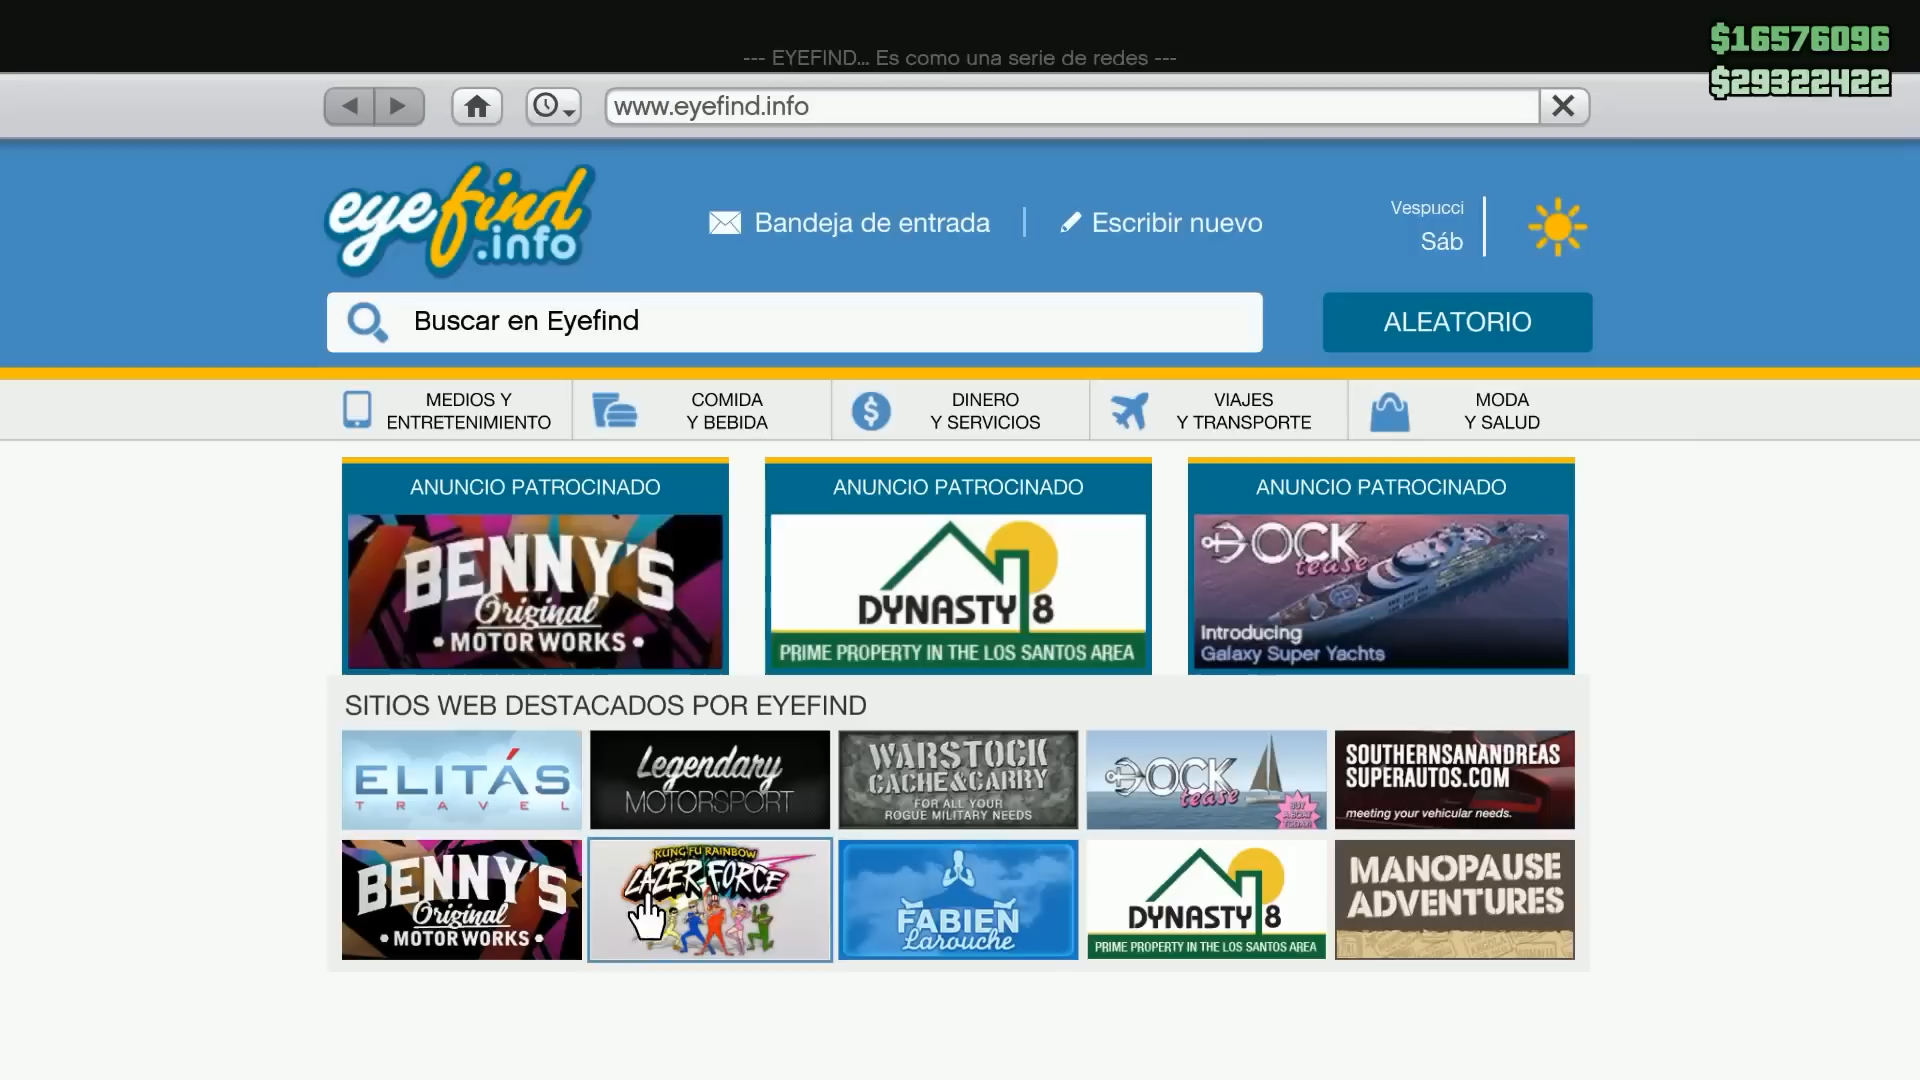 $16576096
--- EYEFIND... Es como una serie de redes ---
$29322422
www.eyefind.info
eyefind
.info
Bandeja de entrada
Escribir nuevo
Vespucci
Sáb
Buscar en Eyefind
ALEATORIO
MEDIOS Y
ENTRETENIMIENTO
COMIDA
Y BEBIDA
DINERO
Y SERVICIOS
VIAJES
Y TRANSPORTE
MODA
Y SALUD
ANUNCIO PATROCINADO
BENNY'S
Original
MOTOR WORKS
ANUNCIO PATROCINADO
DYNASTY 8
PRIME PROPERTY IN THE LOS SANTOS AREA
ANUNCIO PATROCINADO
DOCK
tease
Introducing
Galaxy Super Yachts
SITIOS WEB DESTACADOS POR EYEFIND
ELITÁS
TRAVEL
Legendary
MOTORSPORT
WARSTOCK
CACHE & CARRY
FOR ALL YOUR
ROGUE MILITARY NEEDS
DOCK
tease
BUY
A BOAT
TODAY!
SOUTHERNSANANDREAS
SUPERAUTOS.COM
meeting your vehicular needs.
BENNY'S
Original
MOTOR WORKS
KUNG FU RAINBOW
LAZER FORCE
FABIEN
Larouche
DYNASTY 8
PRIME PROPERTY IN THE LOS SANTOS AREA
MANOPAUSE
ADVENTURES